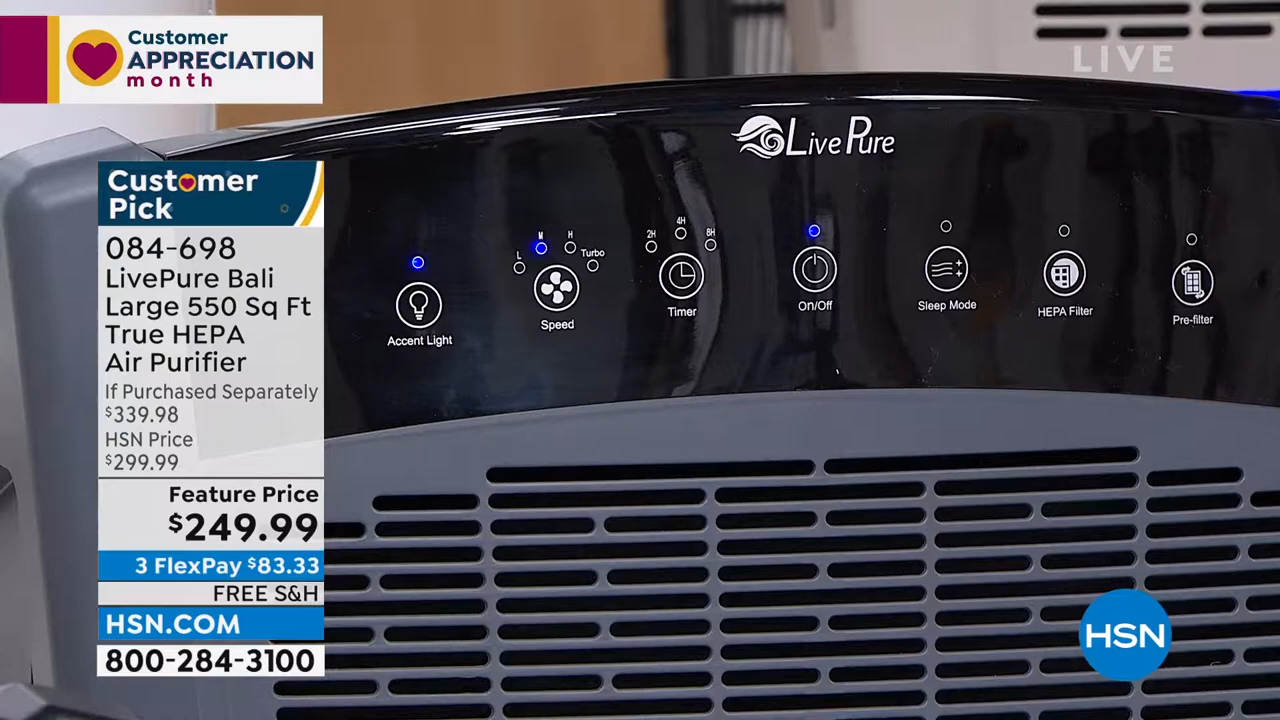 Customer
APPRECIATION
month
LIVE
Customer
Pick
084-698
LivePure Bali
Large 550 Sq Ft
True HEPA
Air Purifier
If Purchased Separately
$339.98
HSN Price
$299.99
Feature Price
$249.99
3 FlexPay $83.33
FREE S&H
HSN.COM
800-284-3100
LivePure
L M H Turbo
2H 4H 8H
Accent Light
Speed
Timer
On/Off
Sleep Mode
HEPA Filter
Pre-filter
HSN